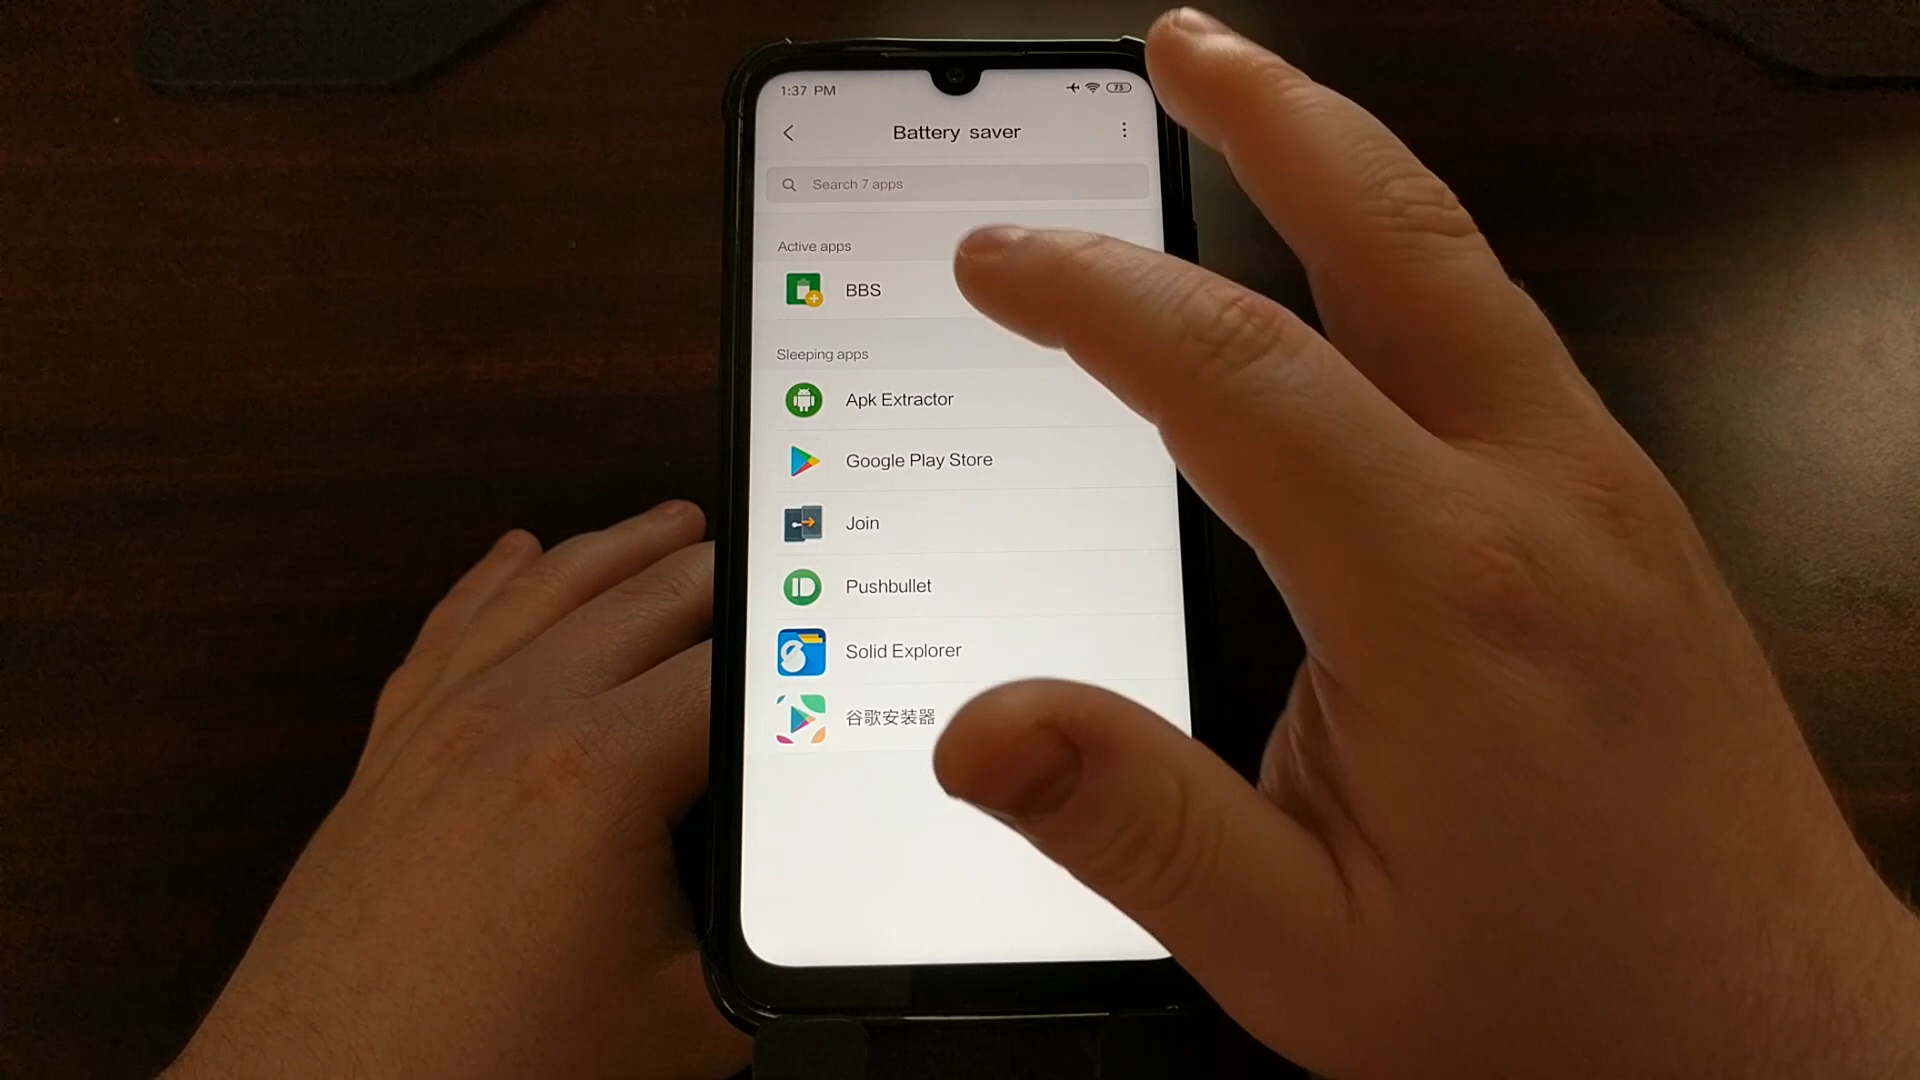 1:37 PM
73
Battery saver
Search 7 apps
Active apps
BBS
Sleeping apps
Apk Extractor
Google Play Store
Join
Pushbullet
Solid Explorer
谷歌安装器